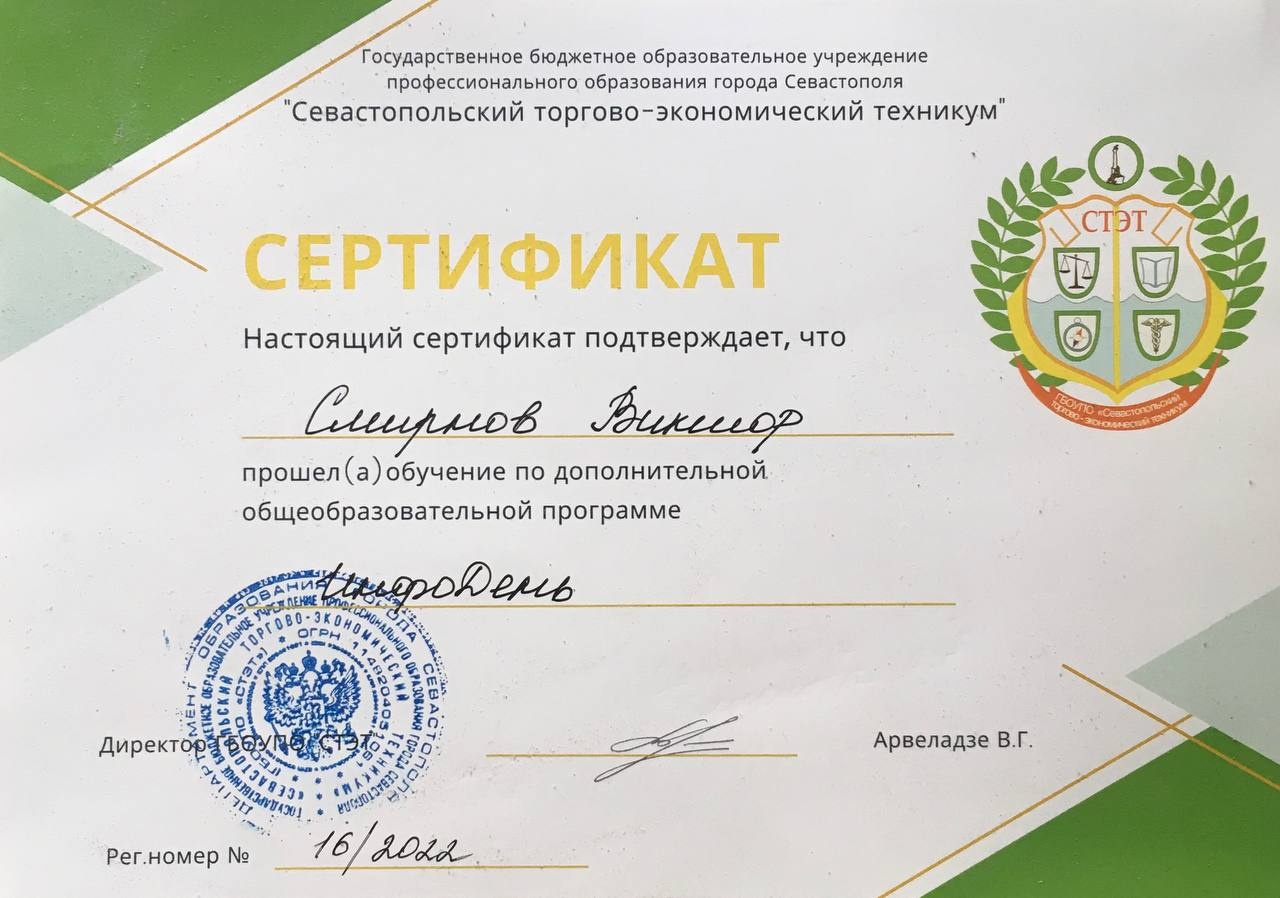 Государственное бюджетное образовательное учреждение
профессионального образования города Севастополя
"Севастопольский торгово-экономический техникум"
СТЭТ
ГБОУПО «Севастопольский
торгово - экономический техникум
СЕРТИФИКАТ
Настоящий сертификат подтверждает, что
Смирнов Виктор
прошел(а)обучение по дополнительной
общеобразовательной программе
ИнфоДень
ДЕПАРТАМЕНТ ОБРАЗОВАНИЯ ГОРОДА СЕВАСТОПОЛЯ
ГОСУДАРСТВЕННОЕ БЮДЖЕТНОЕ ОБРАЗОВАТЕЛЬНОЕ УЧРЕЖДЕНИЕ ПРОФЕССИОНАЛЬНОГО ОБРАЗОВАНИЯ ГОРОДА СЕВАСТОПОЛЯ
«СЕВАСТОПОЛЬСКИЙ ТОРГОВО-ЭКОНОМИЧЕСКИЙ ТЕХНИКУМ»
(ГБОУПО «СТЭТ») * ОГРН
Директор ГБОУПО "СТЭТ"
Арвеладзе В.Г.
Рег.номер № 16/2022